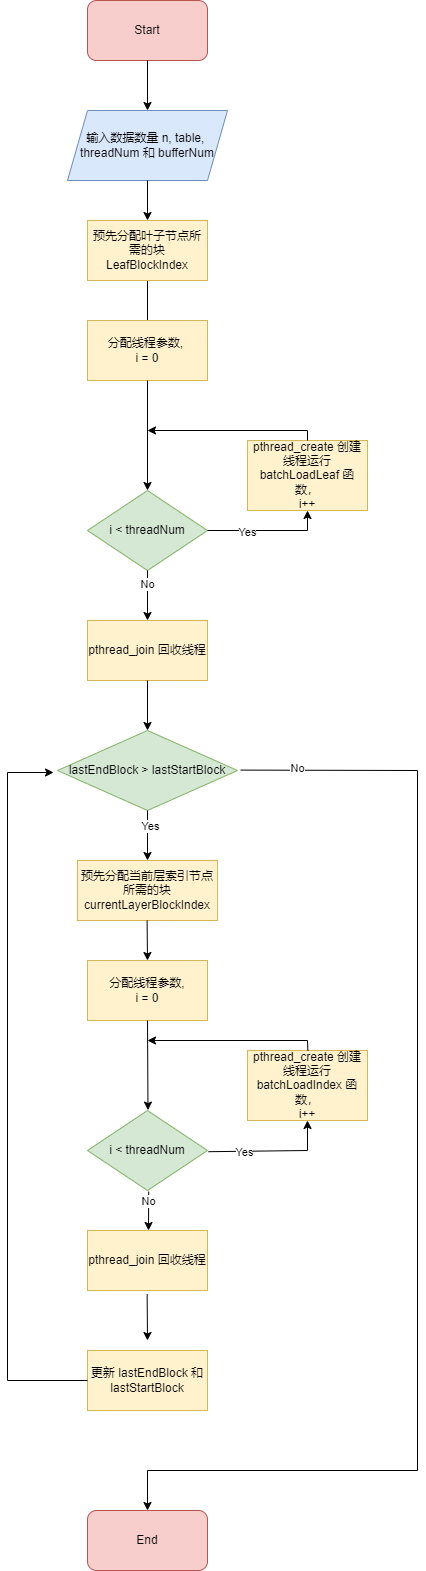 Start
输入数据数量 n, table,
threadNum 和 bufferNum
预先分配叶子节点所
需的块
LeafBlockIndex
分配线程参数,
i = 0
pthread_create 创建
线程运行
batchLoadLeaf 函
数，
i++
i < threadNum
Yes
No
pthread_join 回收线程
lastEndBlock > lastStartBlock
No
Yes
预先分配当前层索引节点
所需的块
currentLayerBlockIndex
分配线程参数,
i = 0
pthread_create 创建
线程运行
batchLoadIndex 函
数，
i++
i < threadNum
Yes
No
pthread_join 回收线程
更新 lastEndBlock 和
lastStartBlock
End